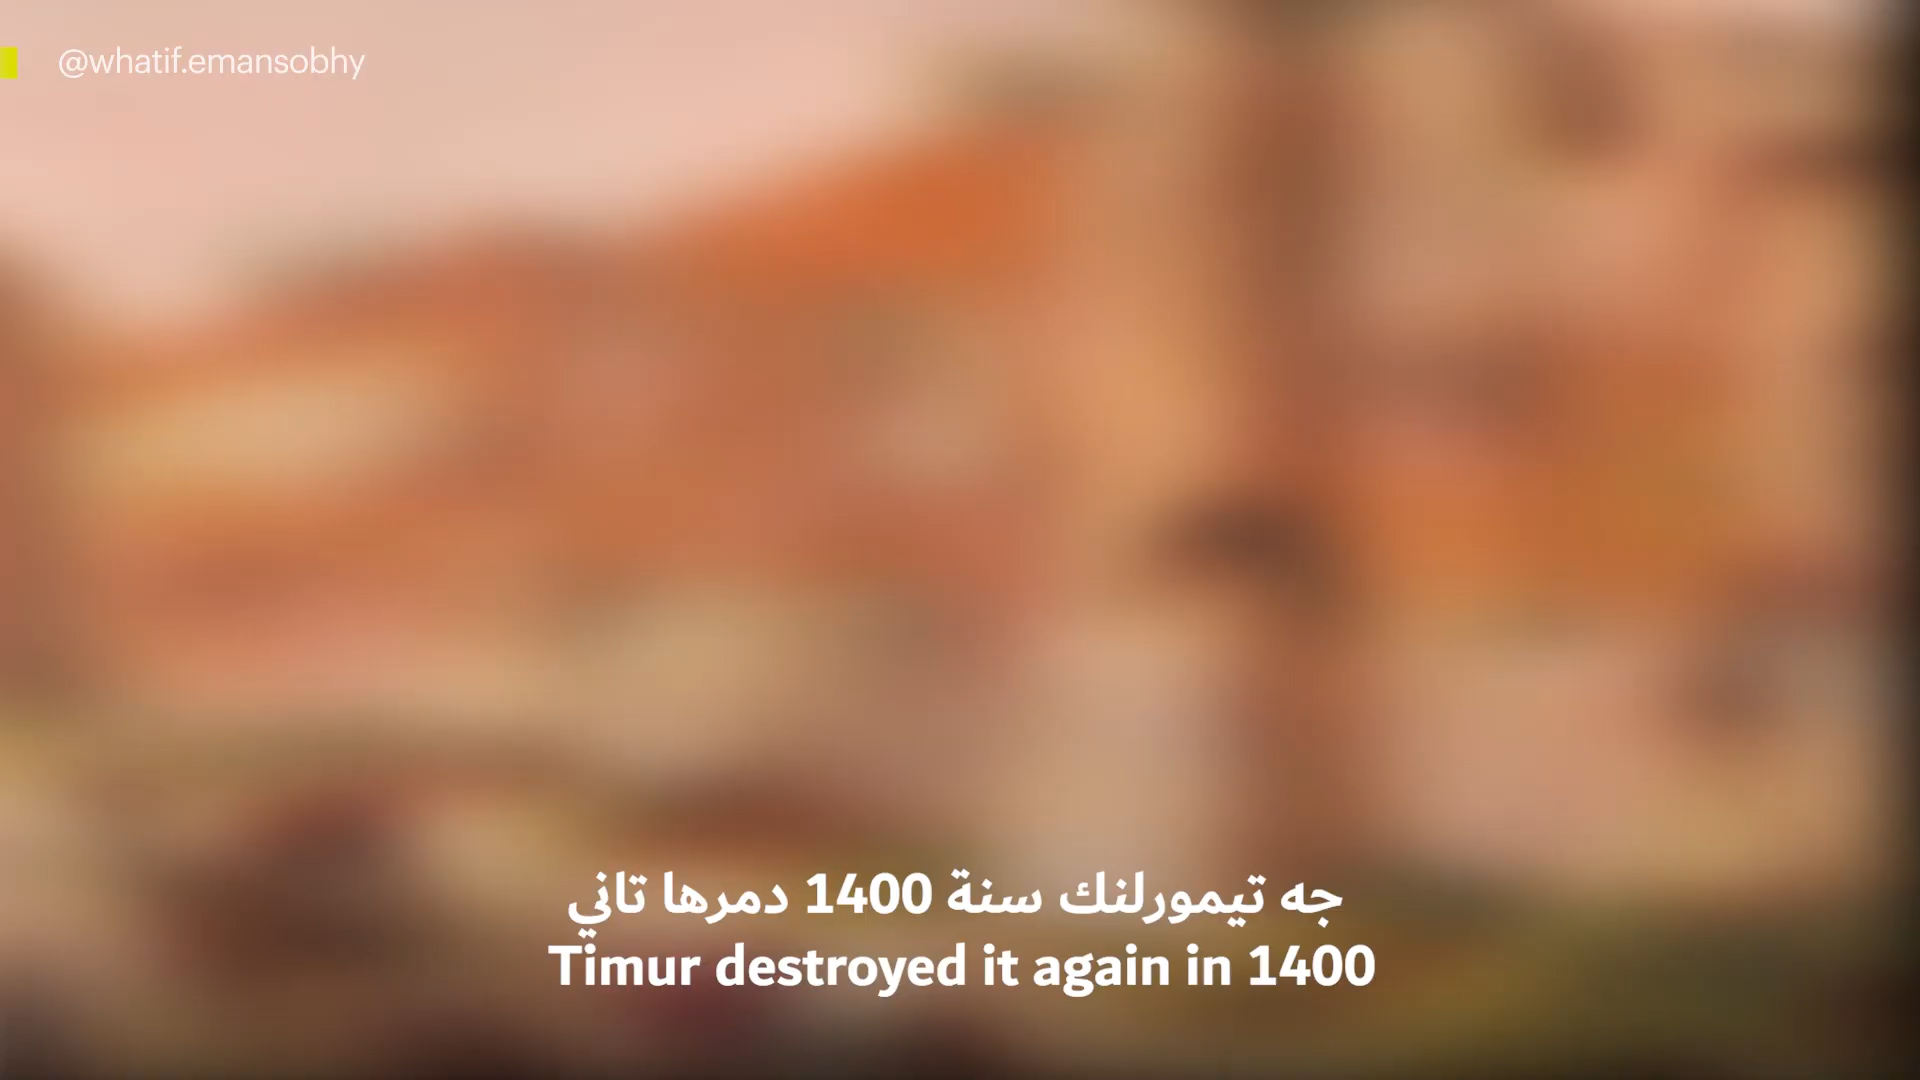 @whatif.emansobhy
جه تيمورلنك سنة 1400 دمرها تاني
Timur destroyed it again in 1400